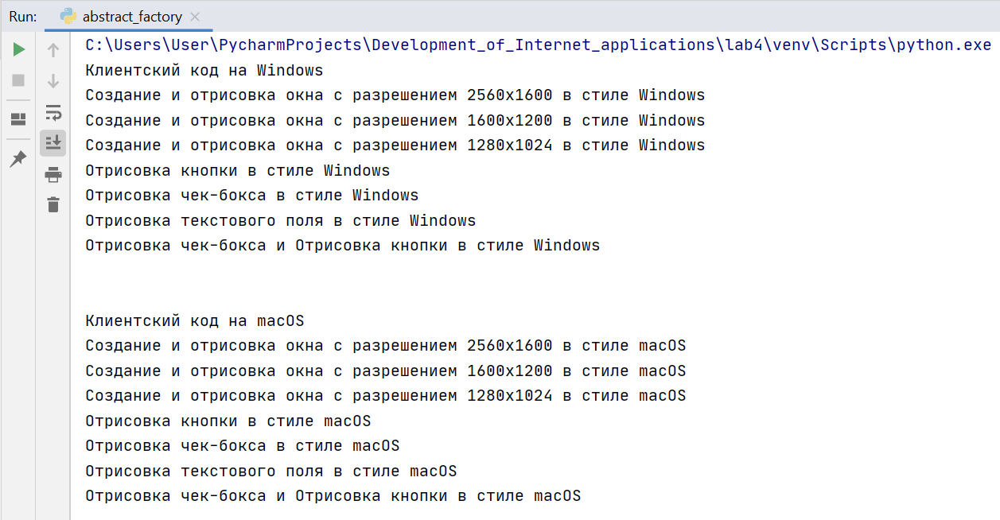 Run: abstract_factory
C:\Users\User\PycharmProjects\Development_of_Internet_applications\lab4\venv\Scripts\python.exe
Клиентский код на Windows
Создание и отрисовка окна с разрешением 2560x1600 в стиле Windows
Создание и отрисовка окна с разрешением 1600x1200 в стиле Windows
Создание и отрисовка окна с разрешением 1280x1024 в стиле Windows
Отрисовка кнопки в стиле Windows
Отрисовка чек-бокса в стиле Windows
Отрисовка текстового поля в стиле Windows
Отрисовка чек-бокса и Отрисовка кнопки в стиле Windows
Клиентский код на macOS
Создание и отрисовка окна с разрешением 2560x1600 в стиле macOS
Создание и отрисовка окна с разрешением 1600x1200 в стиле macOS
Создание и отрисовка окна с разрешением 1280x1024 в стиле macOS
Отрисовка кнопки в стиле macOS
Отрисовка чек-бокса в стиле macOS
Отрисовка текстового поля в стиле macOS
Отрисовка чек-бокса и Отрисовка кнопки в стиле macOS